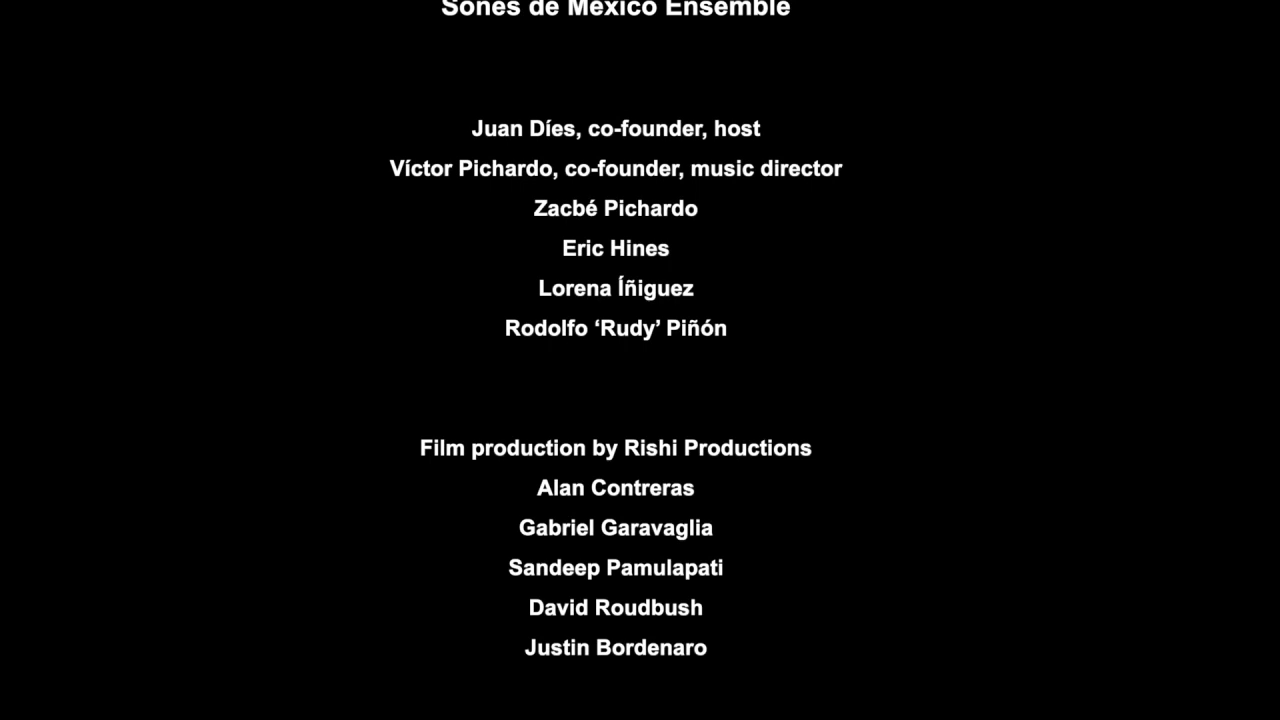 Sones de México Ensemble
Juan Díes, co-founder, host
Víctor Pichardo, co-founder, music director
Zacbé Pichardo
Eric Hines
Lorena Íñiguez
Rodolfo ‘Rudy’ Piñón
Film production by Rishi Productions
Alan Contreras
Gabriel Garavaglia
Sandeep Pamulapati
David Roudbush
Justin Bordenaro